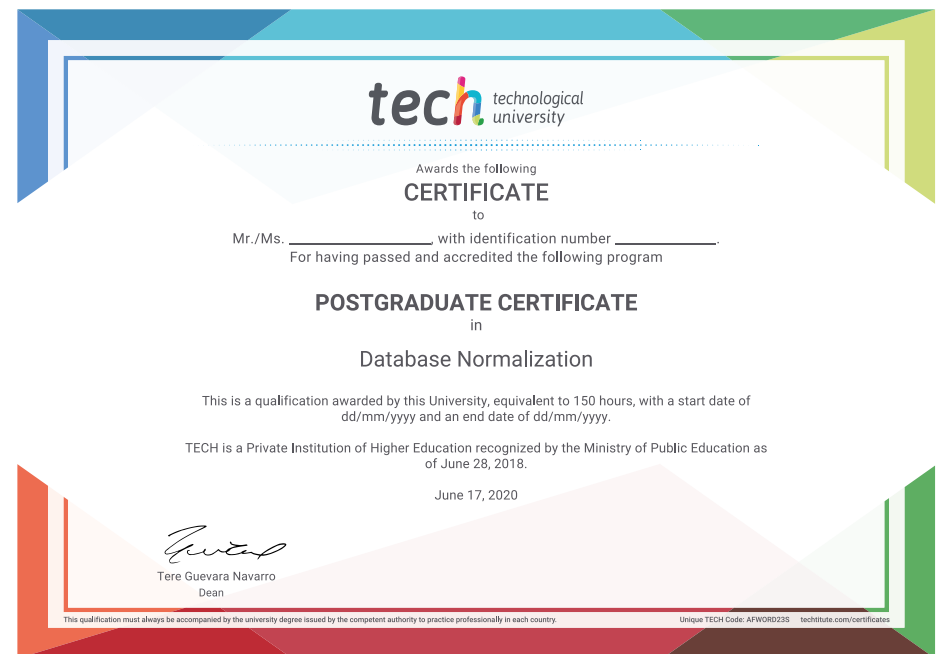 tech technological university
Awards the following
CERTIFICATE
to
Mr./Ms. _________________, with identification number ____________.
For having passed and accredited the following program
POSTGRADUATE CERTIFICATE
in
Database Normalization
This is a qualification awarded by this University, equivalent to 150 hours, with a start date of
dd/mm/yyyy and an end date of dd/mm/yyyy.
TECH is a Private Institution of Higher Education recognized by the Ministry of Public Education as
of June 28, 2018.
June 17, 2020
Tere Guevara Navarro
Dean
This qualification must always be accompanied by the university degree issued by the competent authority to practice professionally in each country.
Unique TECH Code: AFWORD23S techtitute.com/certificates